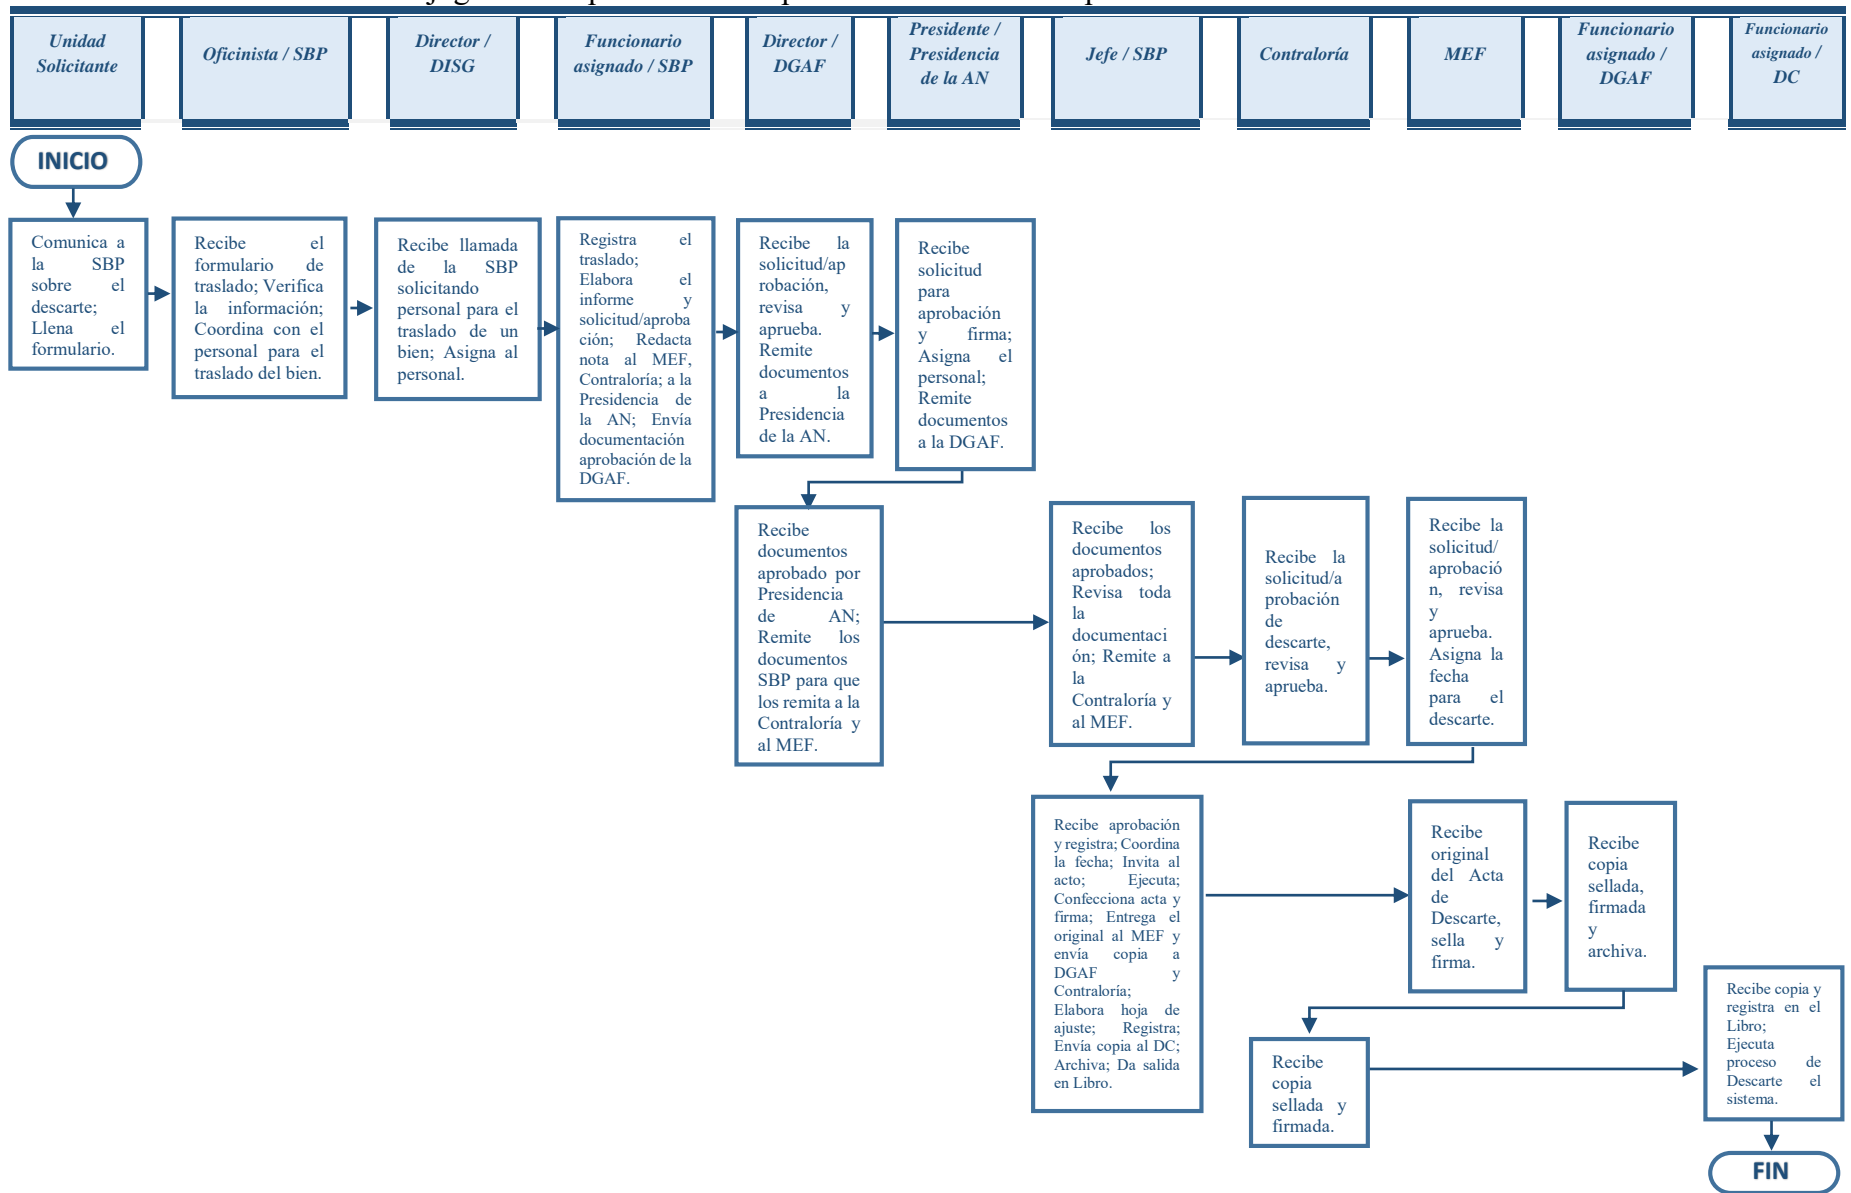 Unidad
Solicitante
Oficinista / SBP
Director /
DISG
Funcionario
asignado / SBP
Director /
DGAF
Presidente /
Presidencia
de la AN
Jefe / SBP
Contraloría
MEF
Funcionario
asignado /
DGAF
Funcionario
asignado /
DC
INICIO
Comunica a
la SBP
sobre el
descarte;
Llena el
formulario.
Recibe el
formulario de
traslado; Verifica
la información;
Coordina con el
personal para el
traslado del bien.
Recibe llamada
de la SBP
solicitando
personal para el
traslado de un
bien; Asigna al
personal.
Registra el
traslado;
Elabora el
informe y
solicitud/aproba
ción; Redacta
nota al MEF,
Contraloría; a la
Presidencia de
la AN; Envía
documentación
aprobación de la
DGAF.
Recibe la
solicitud/ap
robación,
revisa y
aprueba.
Remite
documentos
a la
Presidencia
de la AN.
Recibe
solicitud
para
aprobación
y firma;
Asigna el
personal;
Remite
documentos
a la DGAF.
Recibe
documentos
aprobado por
Presidencia
de AN;
Remite los
documentos
SBP para que
los remita a la
Contraloría y
al MEF.
Recibe los
documentos
aprobados;
Revisa toda
la
documentaci
ón; Remite a
la
Contraloría y
al MEF.
Recibe la
solicitud/a
probación
de
descarte,
revisa y
aprueba.
Recibe la
solicitud/
aprobació
n, revisa
y
aprueba.
Asigna la
fecha
para el
descarte.
Recibe aprobación
y registra; Coordina
la fecha; Invita al
acto; Ejecuta;
Confecciona acta y
firma; Entrega el
original al MEF y
envía copia a
DGAF y
Contraloría;
Elabora hoja de
ajuste; Registra;
Envía copia al DC;
Archiva; Da salida
en Libro.
Recibe
original
del Acta
de
Descarte,
sella y
firma.
Recibe
copia
sellada,
firmada
y
archiva.
Recibe
copia
sellada y
firmada.
Recibe copia y
registra en el
Libro;
Ejecuta
proceso de
Descarte el
sistema.
FIN